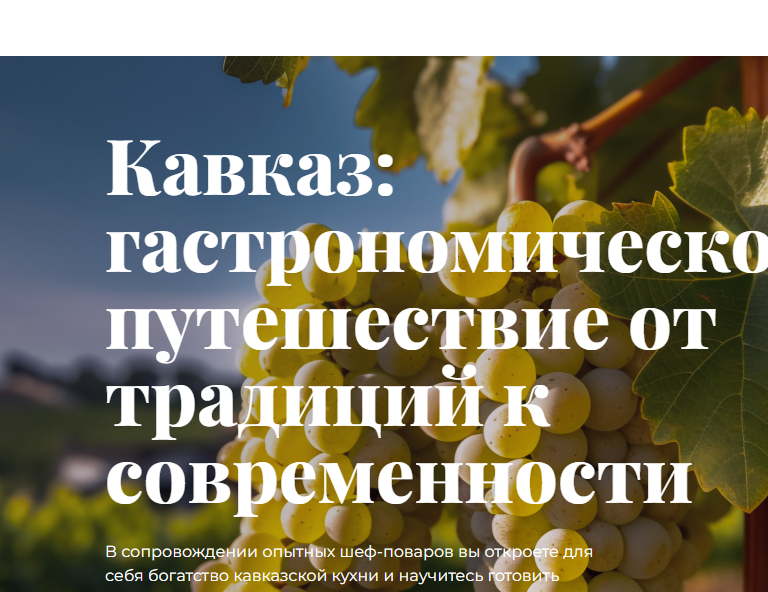 Кавказ:
гастрономическо
путешествие от
традиций к
современности
В сопровождении опытных шеф-поваров вы откроете для
себя богатство кавказской кухни и научитесь готовить